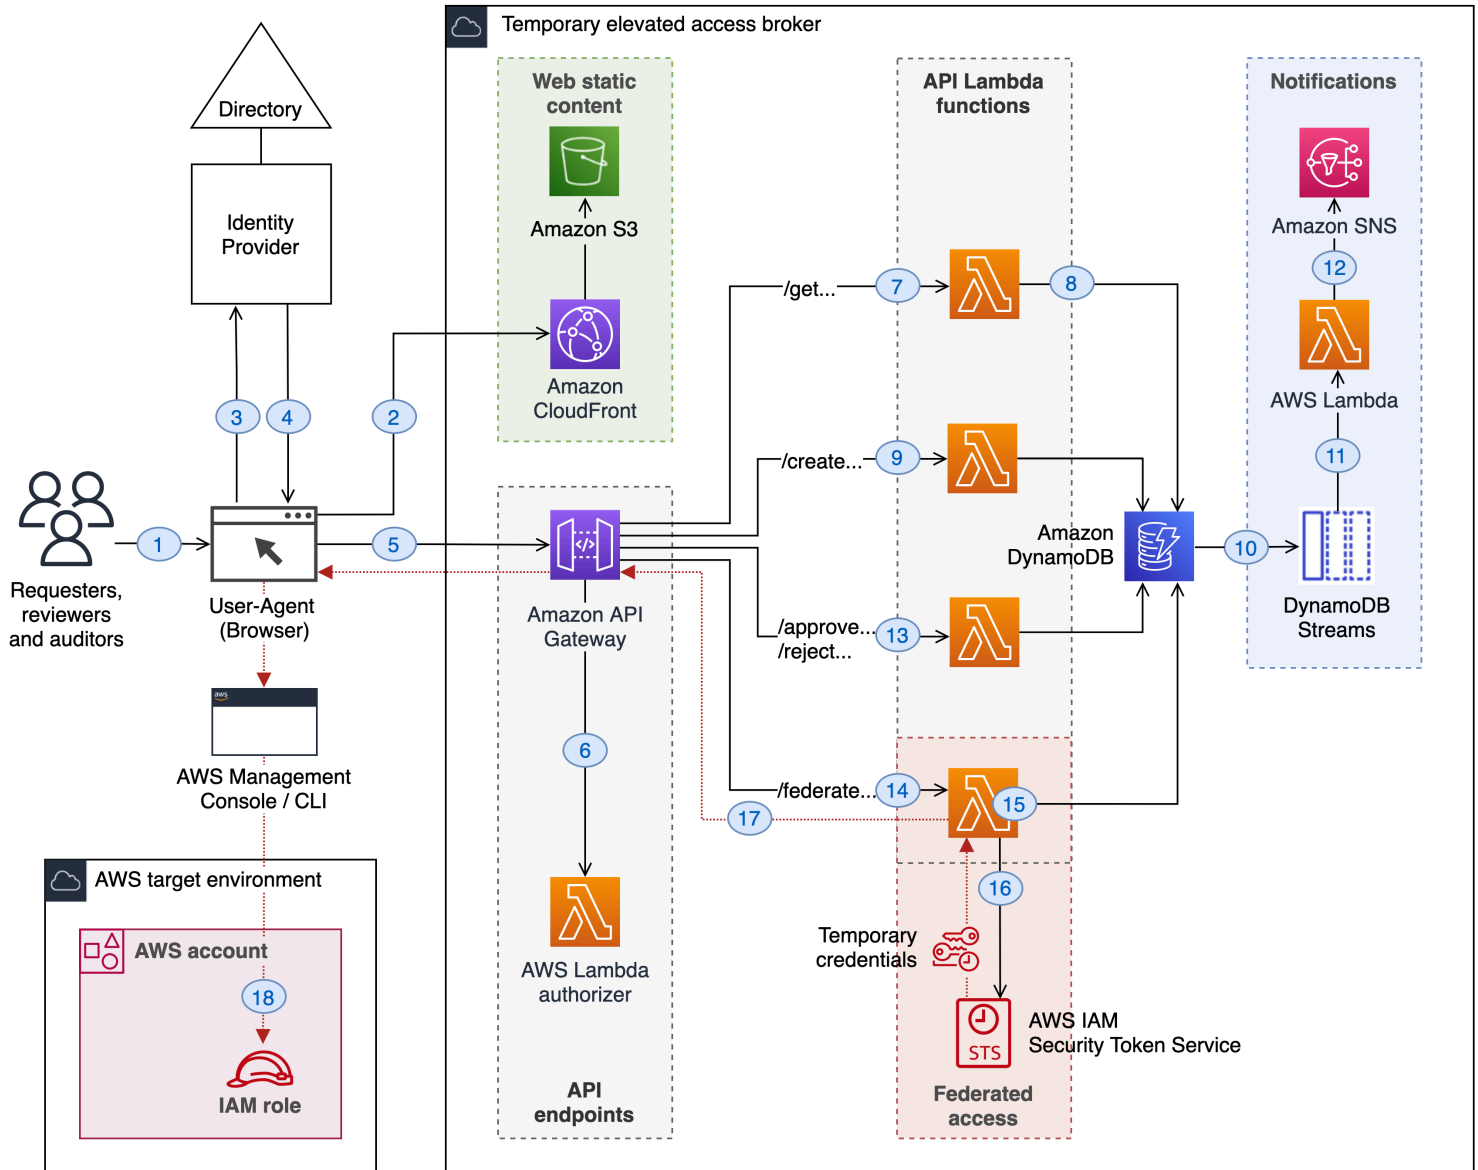 Temporary elevated access broker
Directory
Identity
Provider
Web static
content
Amazon S3
Amazon
CloudFront
API Lambda
functions
Notifications
Amazon SNS
12
AWS Lambda
11
DynamoDB
Streams
/get...
7
8
3
4
2
/create...
9
Amazon
DynamoDB
10
1
5
Requesters,
reviewers
and auditors
User-Agent
(Browser)
Amazon API
Gateway
/approve...
/reject...
13
aws
AWS Management
Console / CLI
6
/federate...
14
15
17
16
AWS target environment
AWS account
18
IAM role
AWS Lambda
authorizer
API
endpoints
Temporary
credentials
STS
AWS IAM
Security Token Service
Federated
access